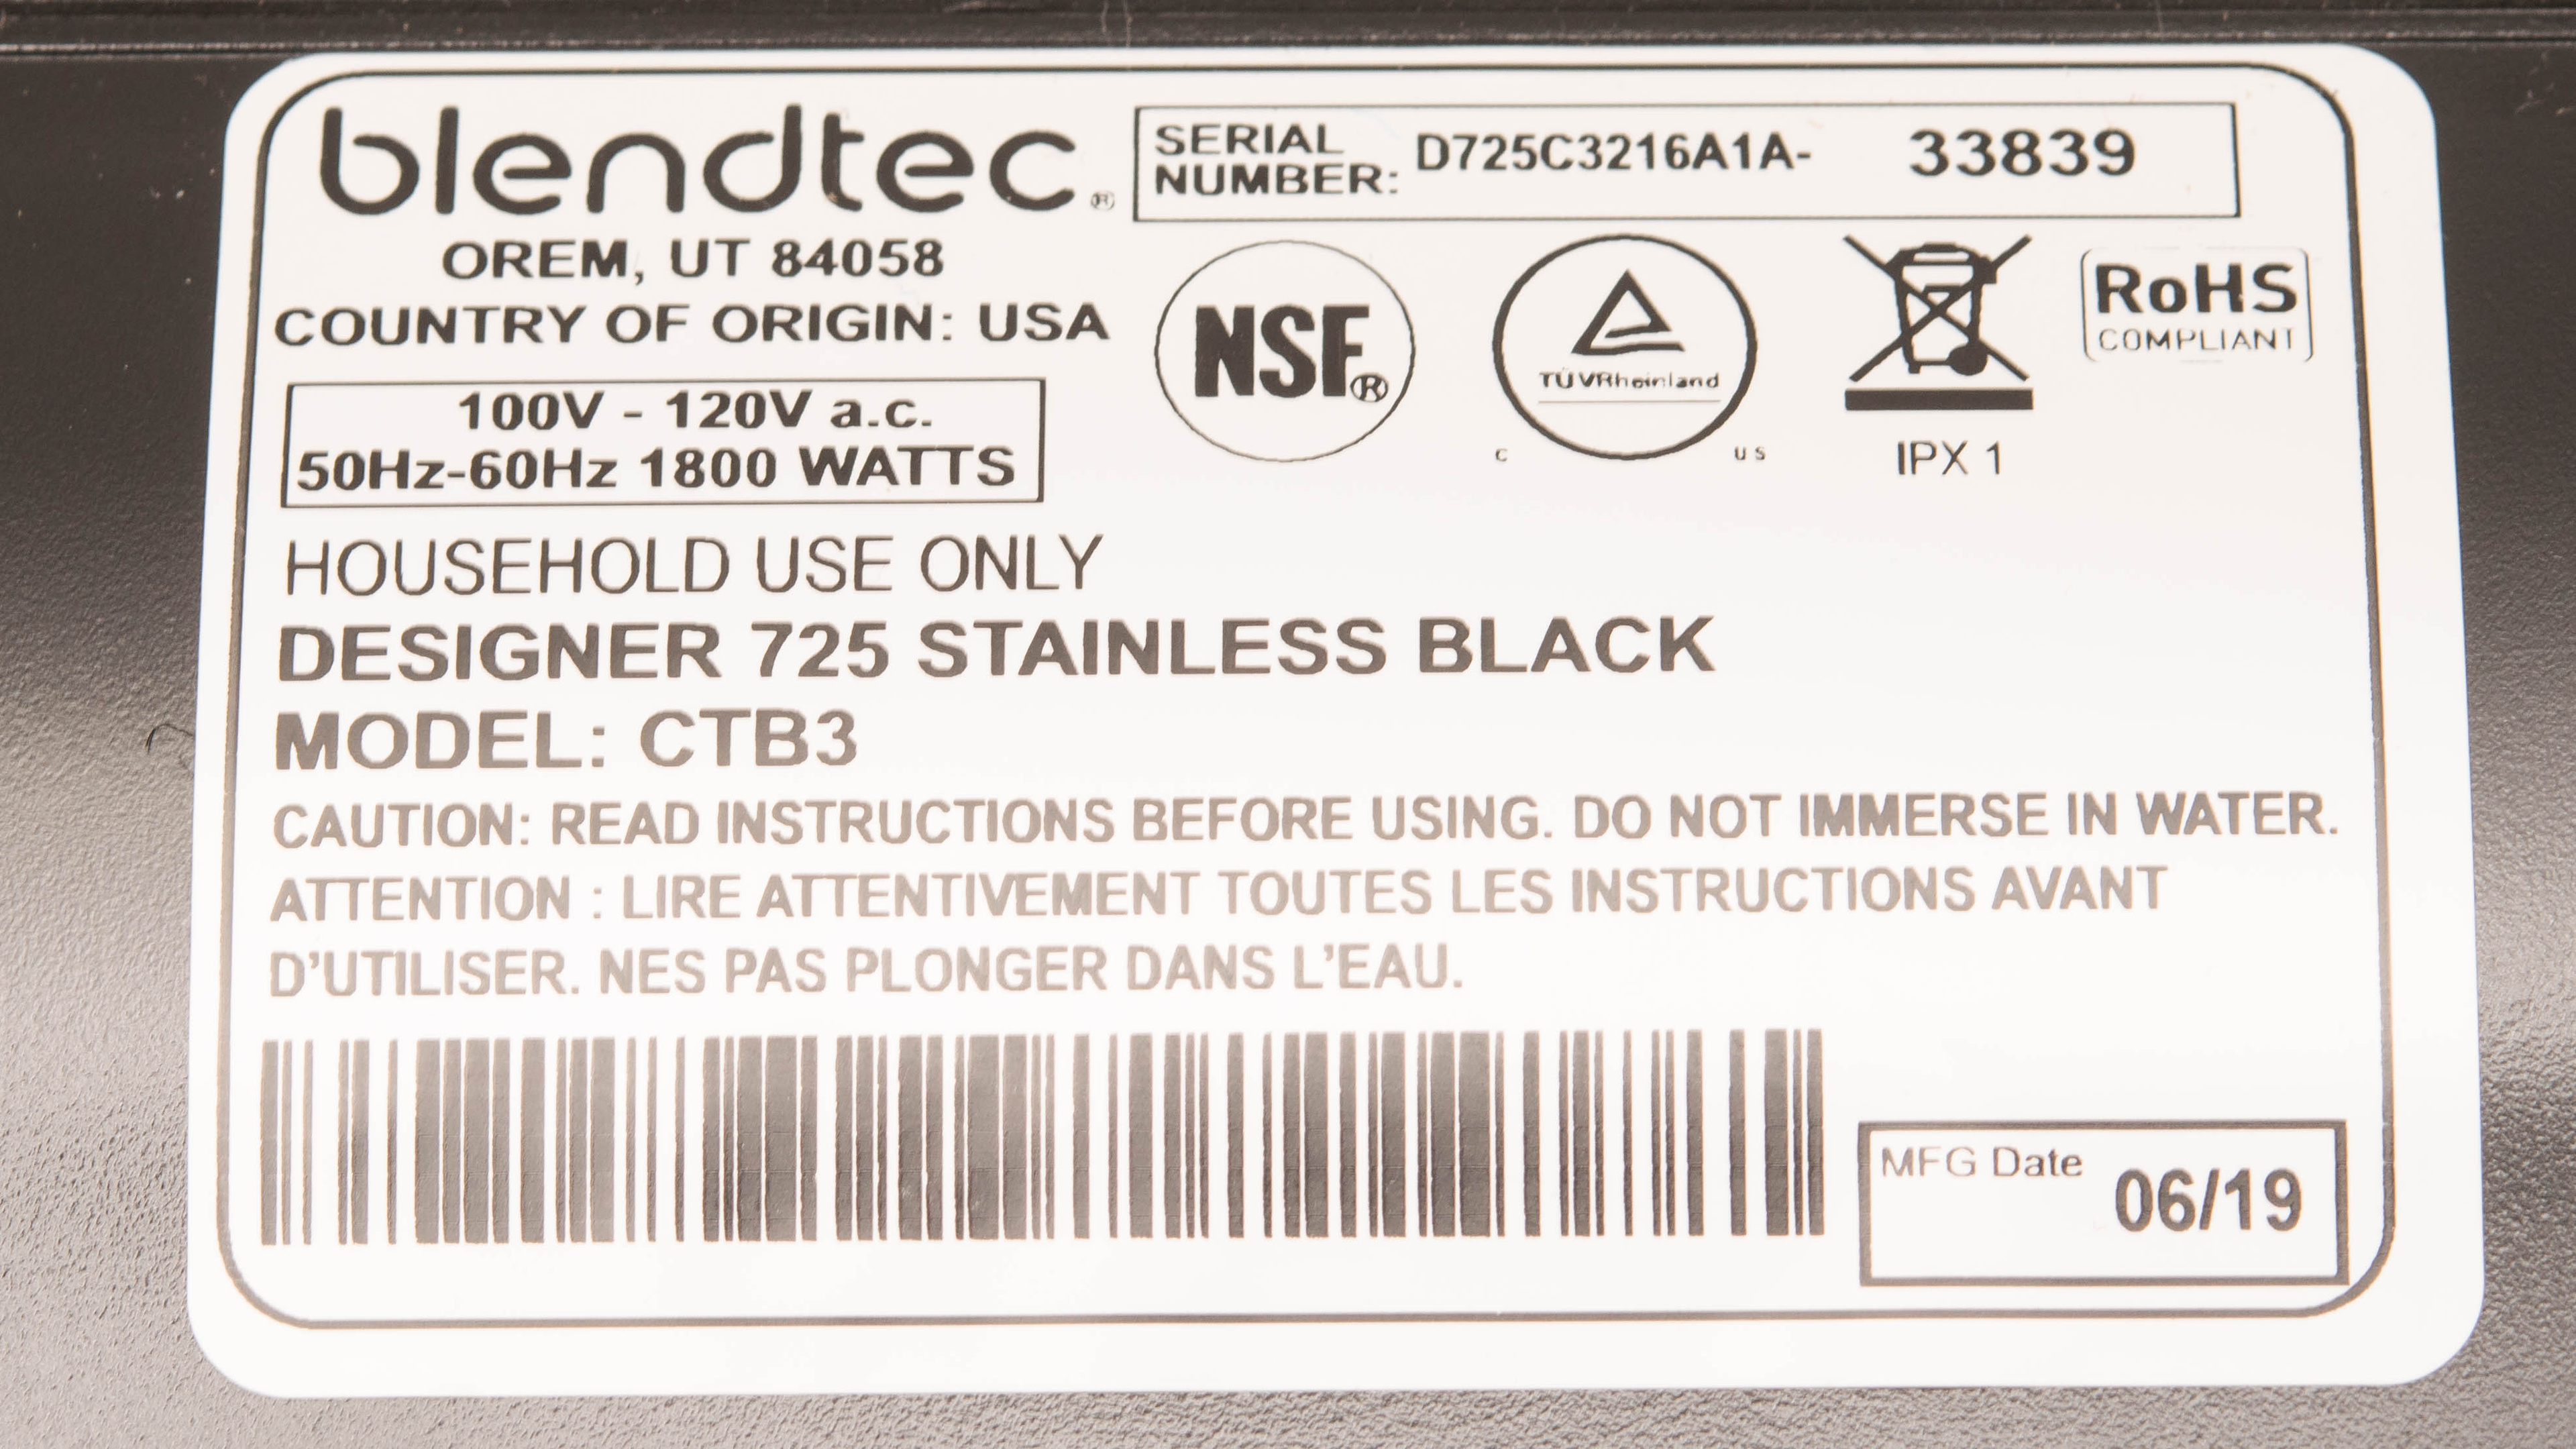 blendtec®
SERIAL NUMBER: D725C3216A1A- 33839
OREM, UT 84058
COUNTRY OF ORIGIN: USA
100V - 120V a.c.
50Hz-60Hz 1800 WATTS
NSF®
TÜVRheinland
C US
IPX 1
RoHS
COMPLIANT
HOUSEHOLD USE ONLY
DESIGNER 725 STAINLESS BLACK
MODEL: CTB3
CAUTION: READ INSTRUCTIONS BEFORE USING. DO NOT IMMERSE IN WATER.
ATTENTION : LIRE ATTENTIVEMENT TOUTES LES INSTRUCTIONS AVANT
D'UTILISER. NES PAS PLONGER DANS L'EAU.
MFG Date 06/19